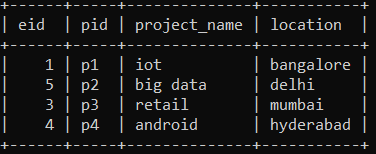 | eid | pid | project_name | location |
| 1 | p1 | iot | bangalore |
| 5 | p2 | big data | delhi |
| 3 | p3 | retail | mumbai |
| 4 | p4 | android | hyderabad |